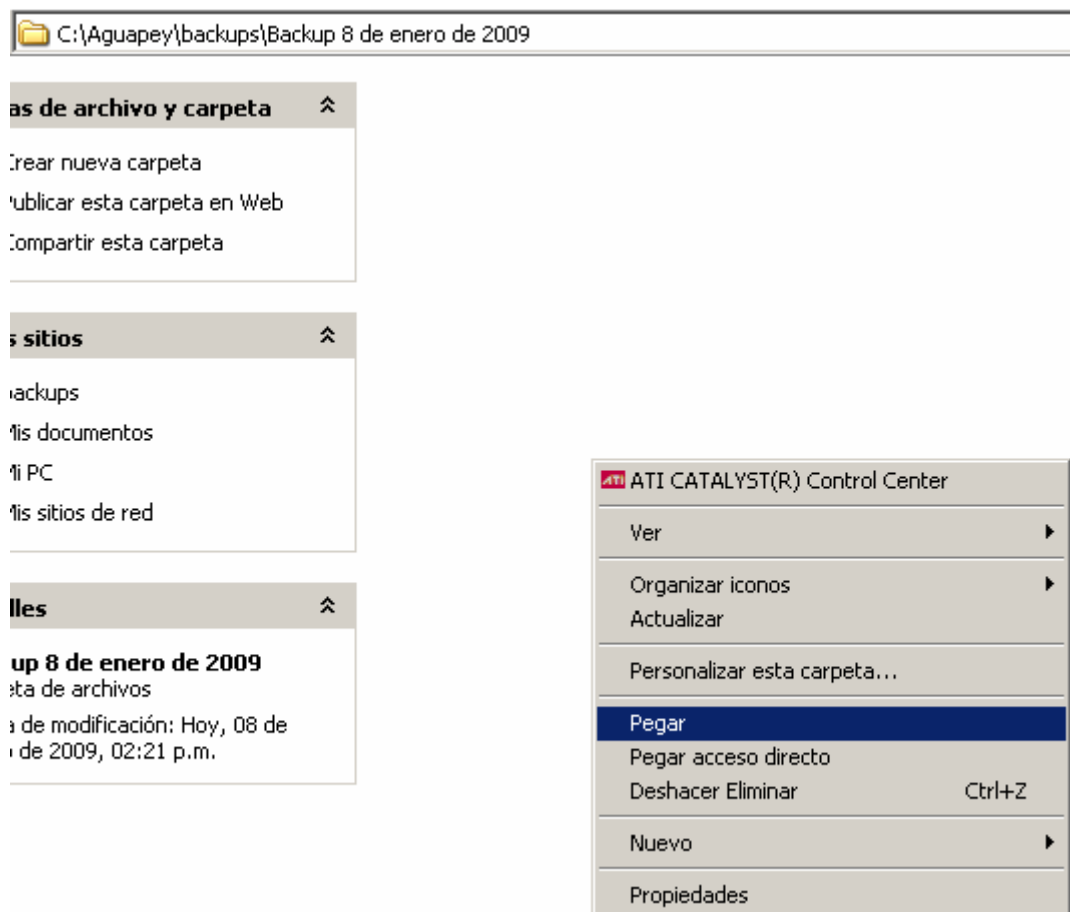 C:\Aguapey\backups\Backup 8 de enero de 2009
as de archivo y carpeta
rear nueva carpeta
ublicar esta carpeta en Web
ompartir esta carpeta
s sitios
ackups
Mis documentos
Mi PC
Mis sitios de red
lles
up 8 de enero de 2009
eta de archivos
a de modificación: Hoy, 08 de
de 2009, 02:21 p.m.
ATI ATI CATALYST(R) Control Center
Ver
Organizar iconos
Actualizar
Personalizar esta carpeta...
Pegar
Pegar acceso directo
Deshacer Eliminar Ctrl+Z
Nuevo
Propiedades